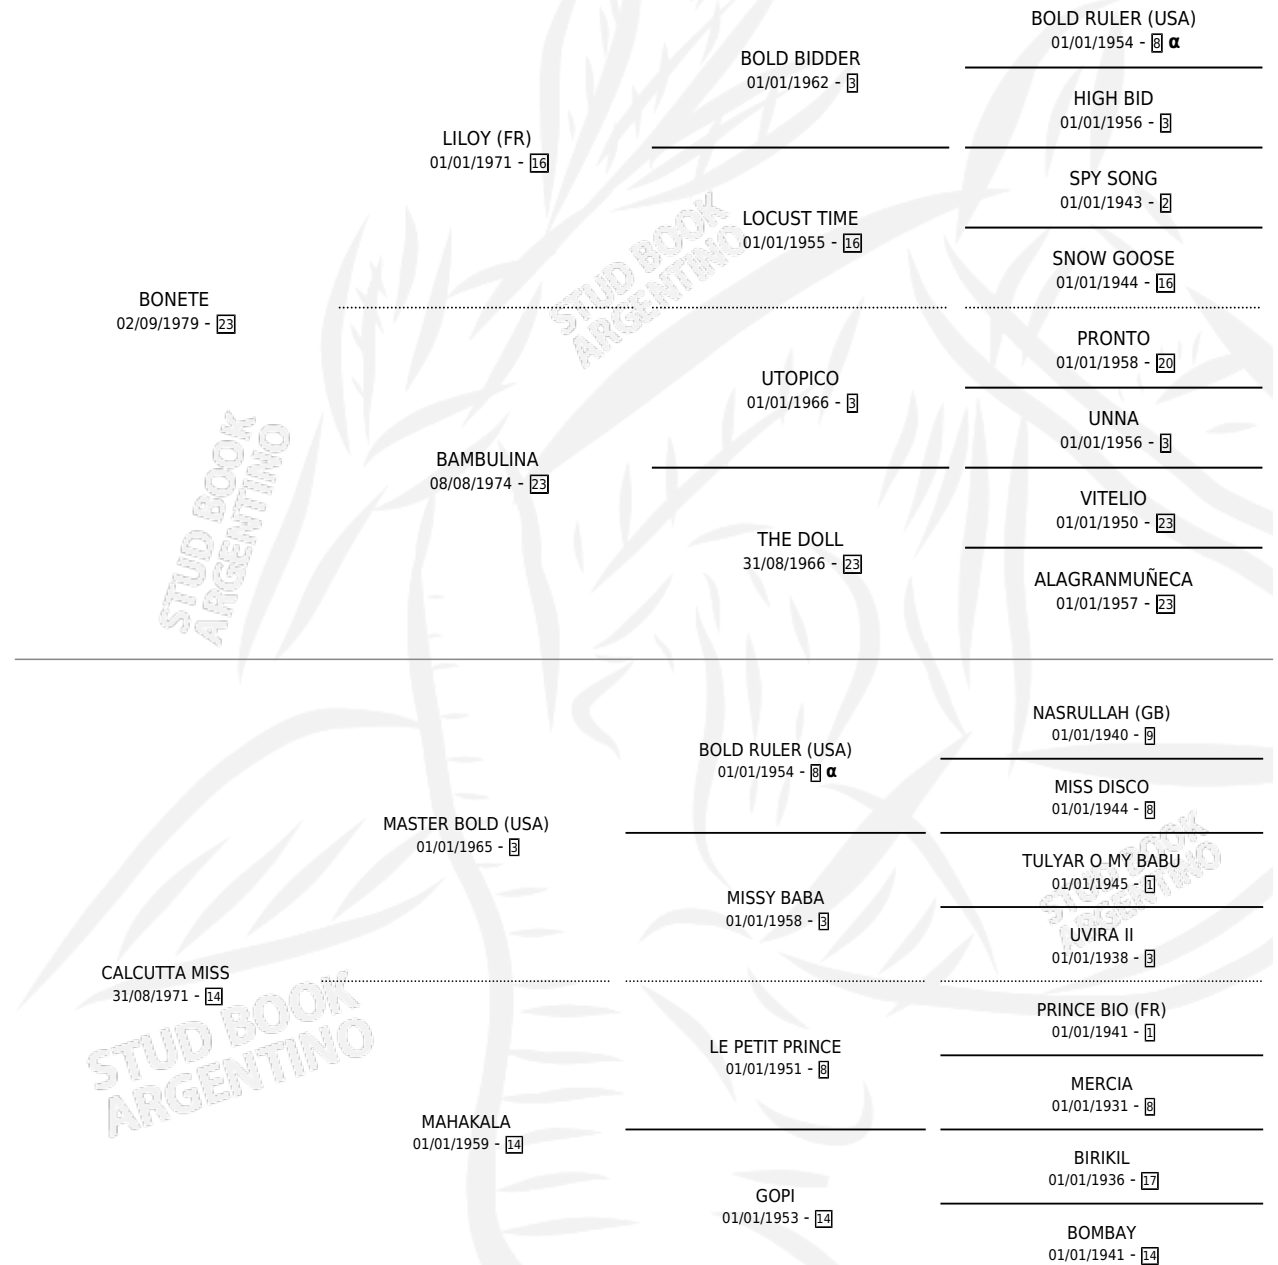 BOLD RULER (USA)
01/01/1954 - 8 α
BOLD BIDDER
01/01/1962 - 3
HIGH BID
01/01/1956 - 3
LILOY (FR)
01/01/1971 - 16
SPY SONG
01/01/1943 - 2
LOCUST TIME
01/01/1955 - 16
SNOW GOOSE
01/01/1944 - 16
STUD BOOK
ARGENTINO
BONETE
02/09/1979 - 23
PRONTO
01/01/1958 - 20
UTOPICO
01/01/1966 - 3
UNNA
01/01/1956 - 3
BAMBULINA
08/08/1974 - 23
VITELIO
01/01/1950 - 23
THE DOLL
31/08/1966 - 23
ALAGRANMUÑECA
01/01/1957 - 23
STUD BOOK
ARGENTINO
NASRULLAH (GB)
01/01/1940 - 9
BOLD RULER (USA)
01/01/1954 - 8 α
MISS DISCO
01/01/1944 - 8
MASTER BOLD (USA)
01/01/1965 - 3
TULYAR O MY BABU
01/01/1945 - 1
MISSY BABA
01/01/1958 - 3
UVIRA II
01/01/1938 - 3
STUD BOOK
ARGENTINO
CALCUTTA MISS
31/08/1971 - 14
PRINCE BIO (FR)
01/01/1941 - 1
LE PETIT PRINCE
01/01/1951 - 8
MERCIA
01/01/1931 - 8
STUD BOOK
ARGENTINO
MAHAKALA
01/01/1959 - 14
BIRIKIL
01/01/1936 - 17
GOPI
01/01/1953 - 14
BOMBAY
01/01/1941 - 14